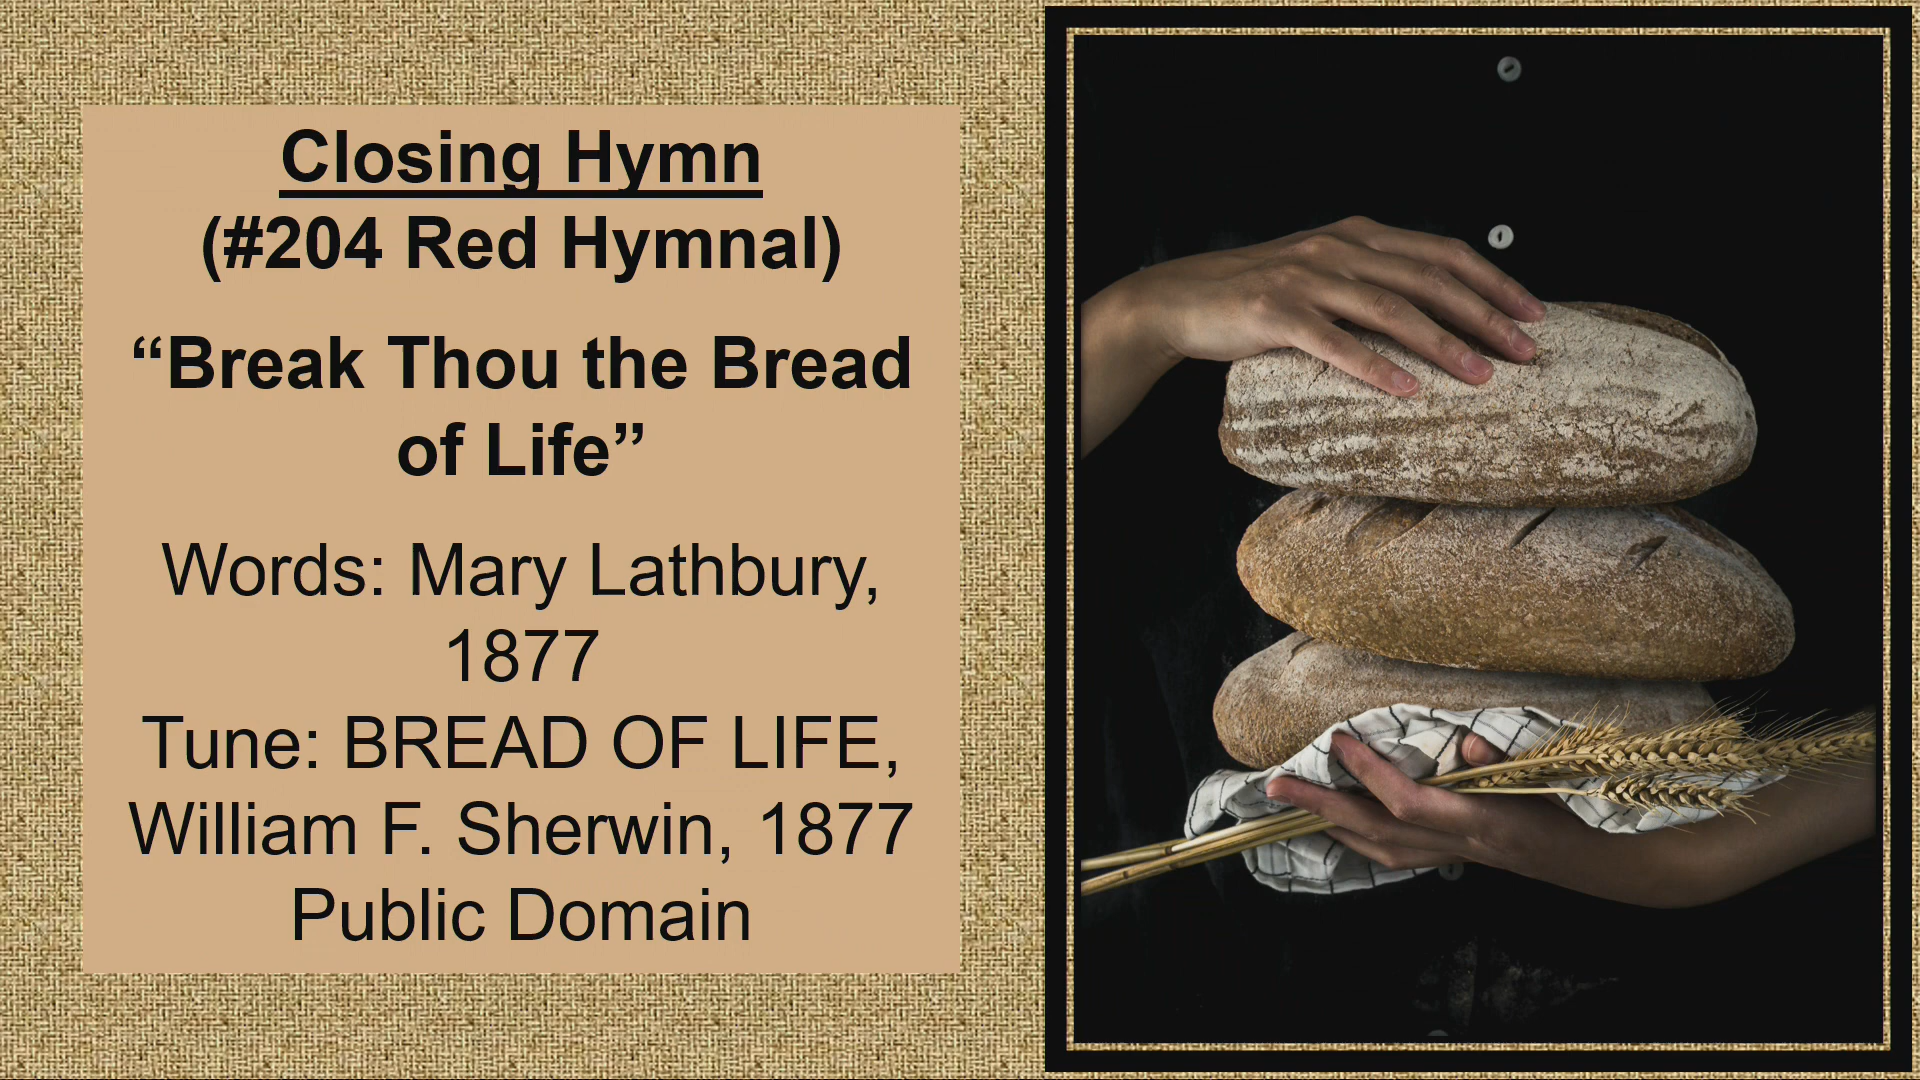 Closing Hymn
(#204 Red Hymnal)
“Break Thou the Bread
of Life”
Words: Mary Lathbury,
1877
Tune: BREAD OF LIFE,
William F. Sherwin, 1877
Public Domain